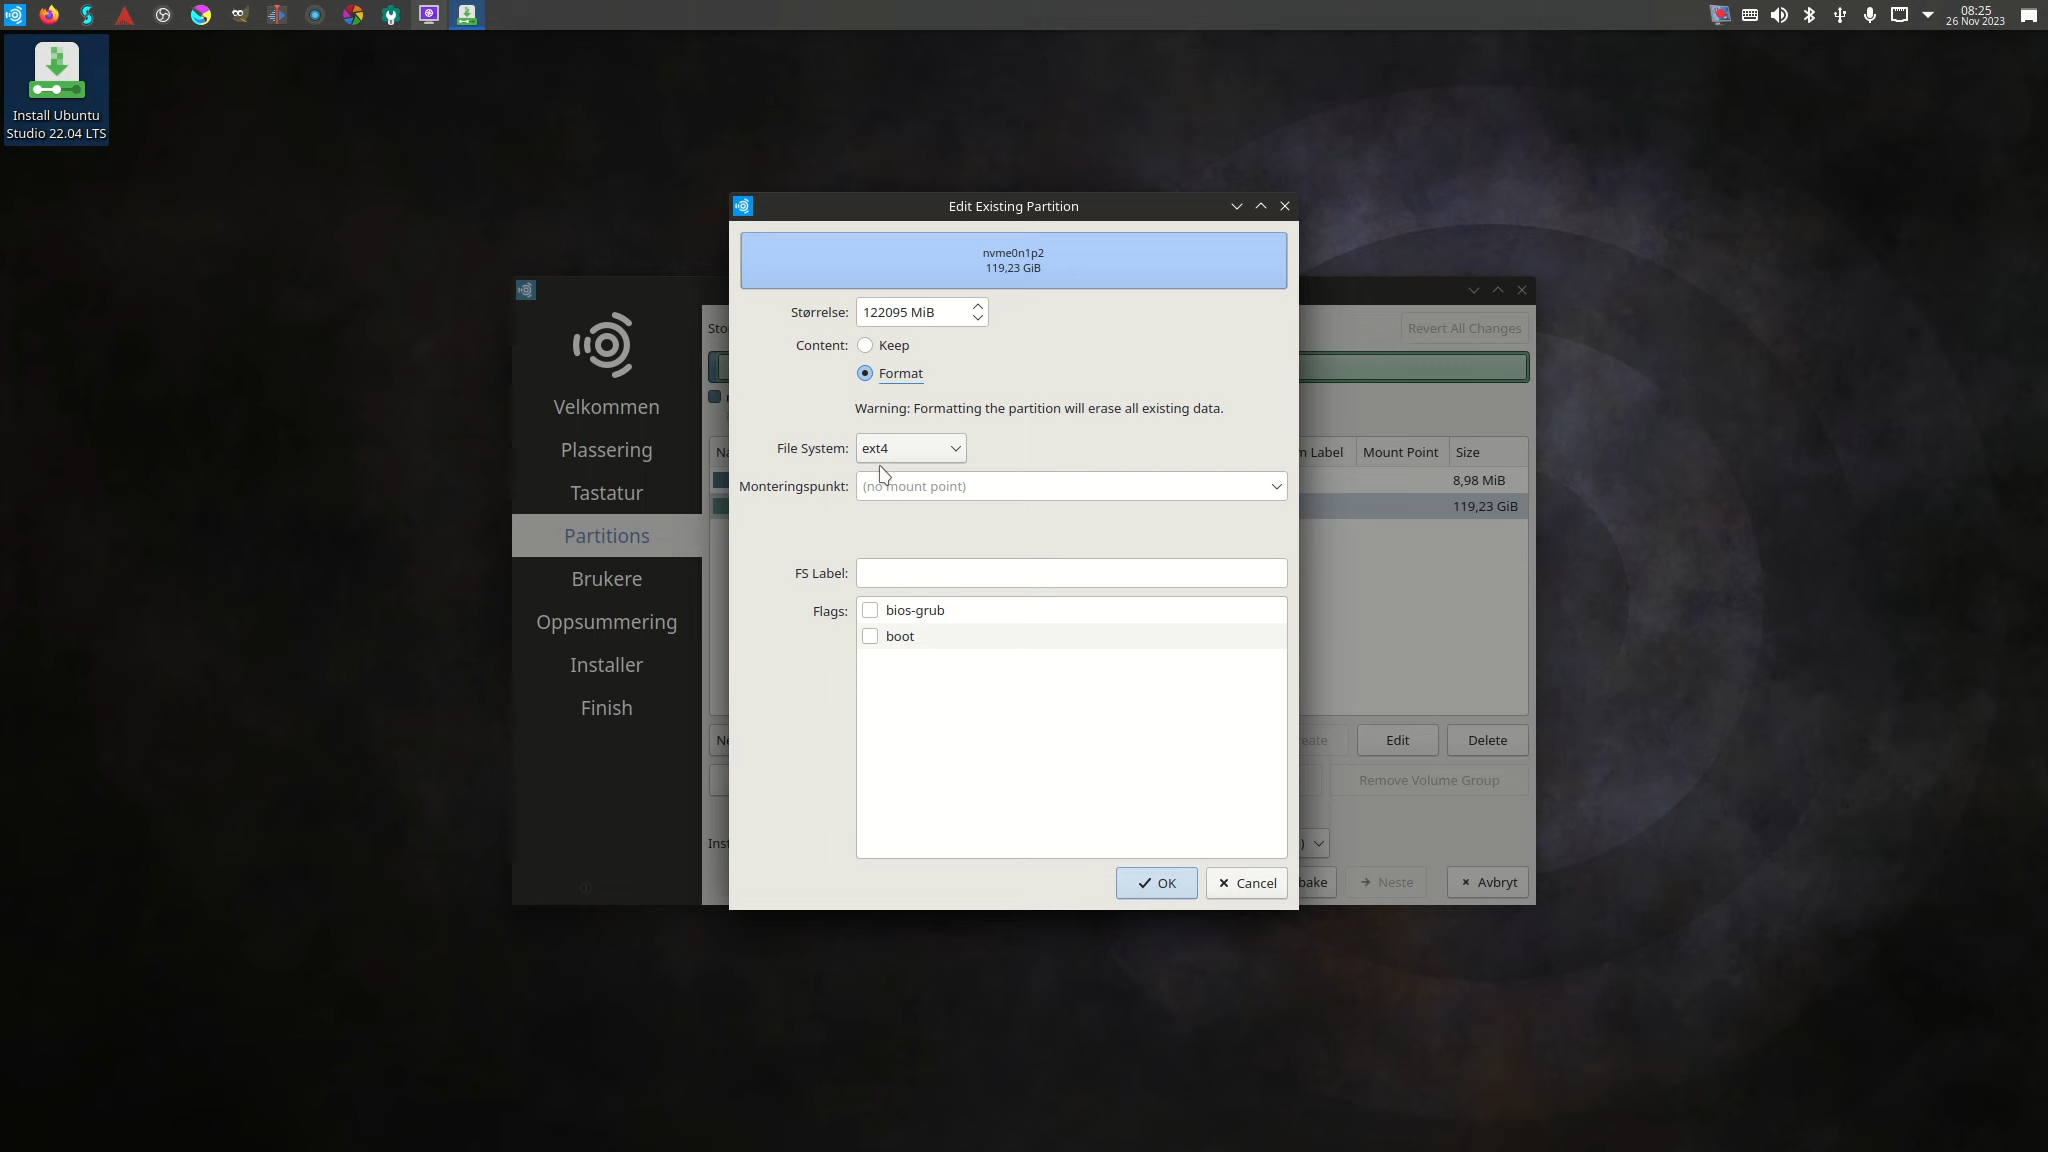 08:25
26 Nov 2023
Install Ubuntu
Studio 22.04 LTS
Edit Existing Partition
nvme0n1p2
119,23 GiB
Størrelse: 122095 MiB
Content: Keep
Format
Warning: Formatting the partition will erase all existing data.
File System: ext4
Monteringspunkt: (no mount point)
FS Label:
Flags: bios-grub
boot
OK Cancel
Velkommen
Plassering
Tastatur
Partitions
Brukere
Oppsummering
Installer
Finish
Revert All Changes
Mount Point Size
8,98 MiB
119,23 GiB
Edit Delete
Remove Volume Group
Neste Avbryt